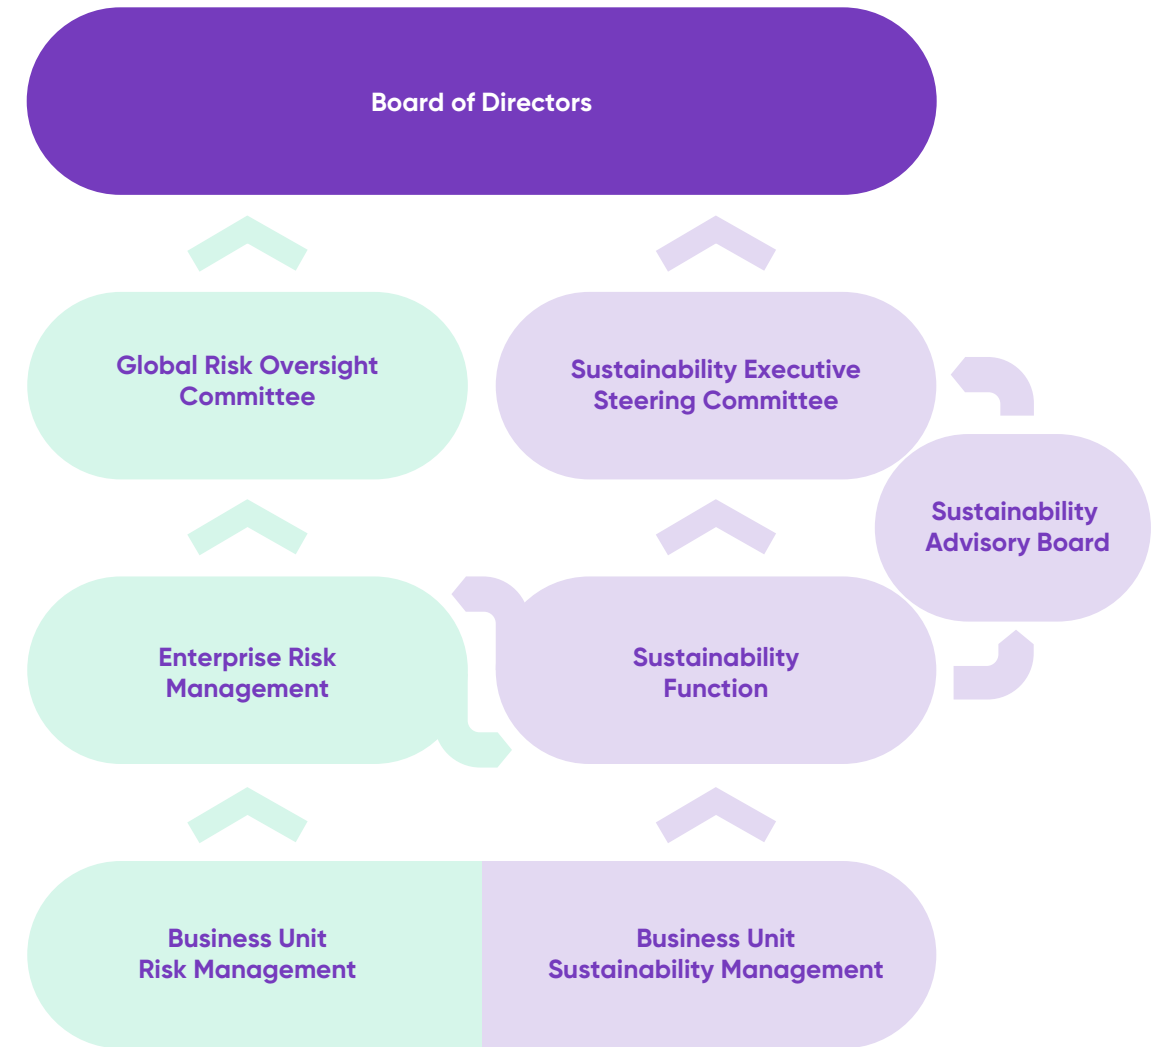 Board of Directors
Global Risk Oversight
Committee
Sustainability Executive
Steering Committee
Sustainability
Advisory Board
Enterprise Risk
Management
Sustainability
Function
Business Unit
Risk Management
Business Unit
Sustainability Management